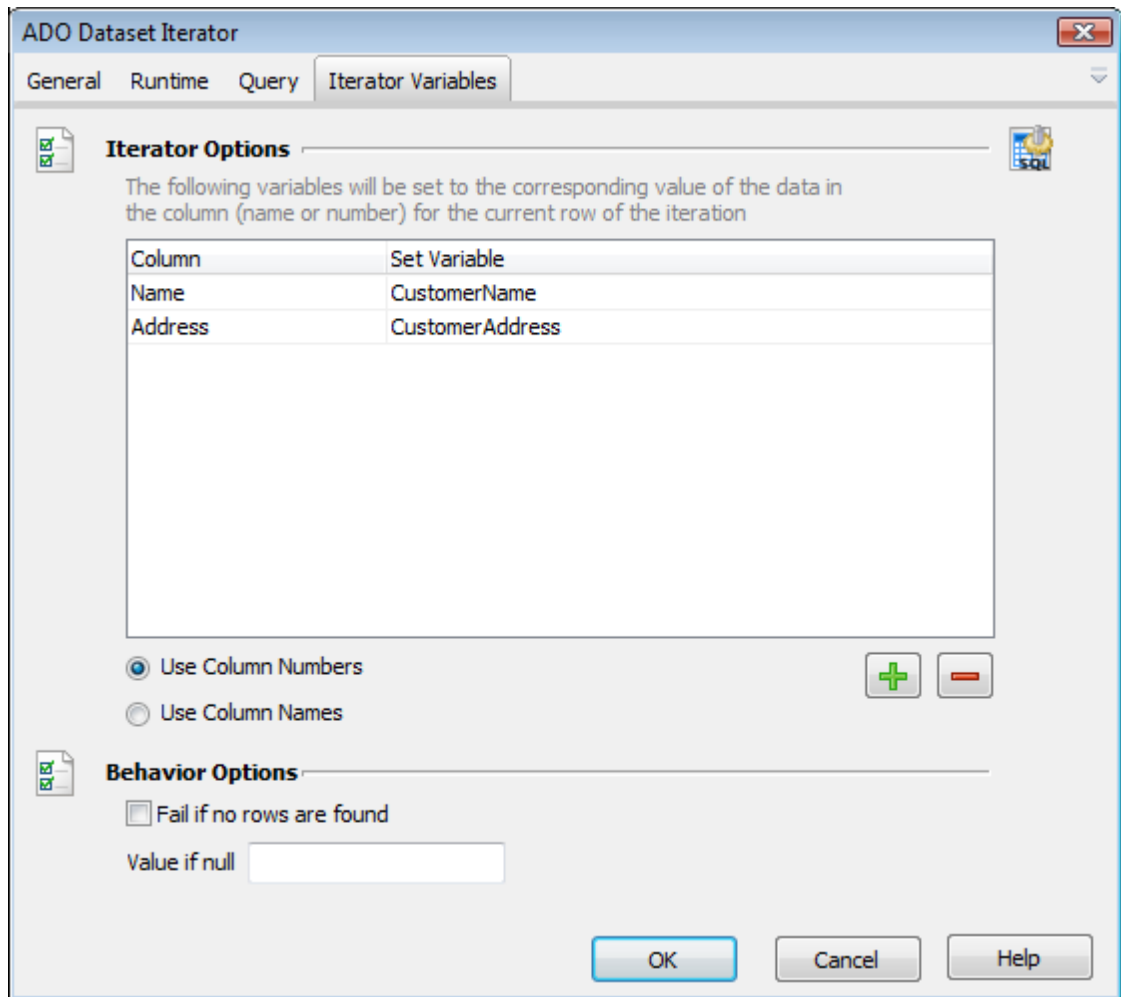 ADO Dataset Iterator
General Runtime Query Iterator Variables
Iterator Options
SQL
The following variables will be set to the corresponding value of the data in
the column (name or number) for the current row of the iteration
Column Set Variable
Name CustomerName
Address CustomerAddress
Use Column Numbers
Use Column Names
Behavior Options
Fail if no rows are found
Value if null
OK Cancel Help